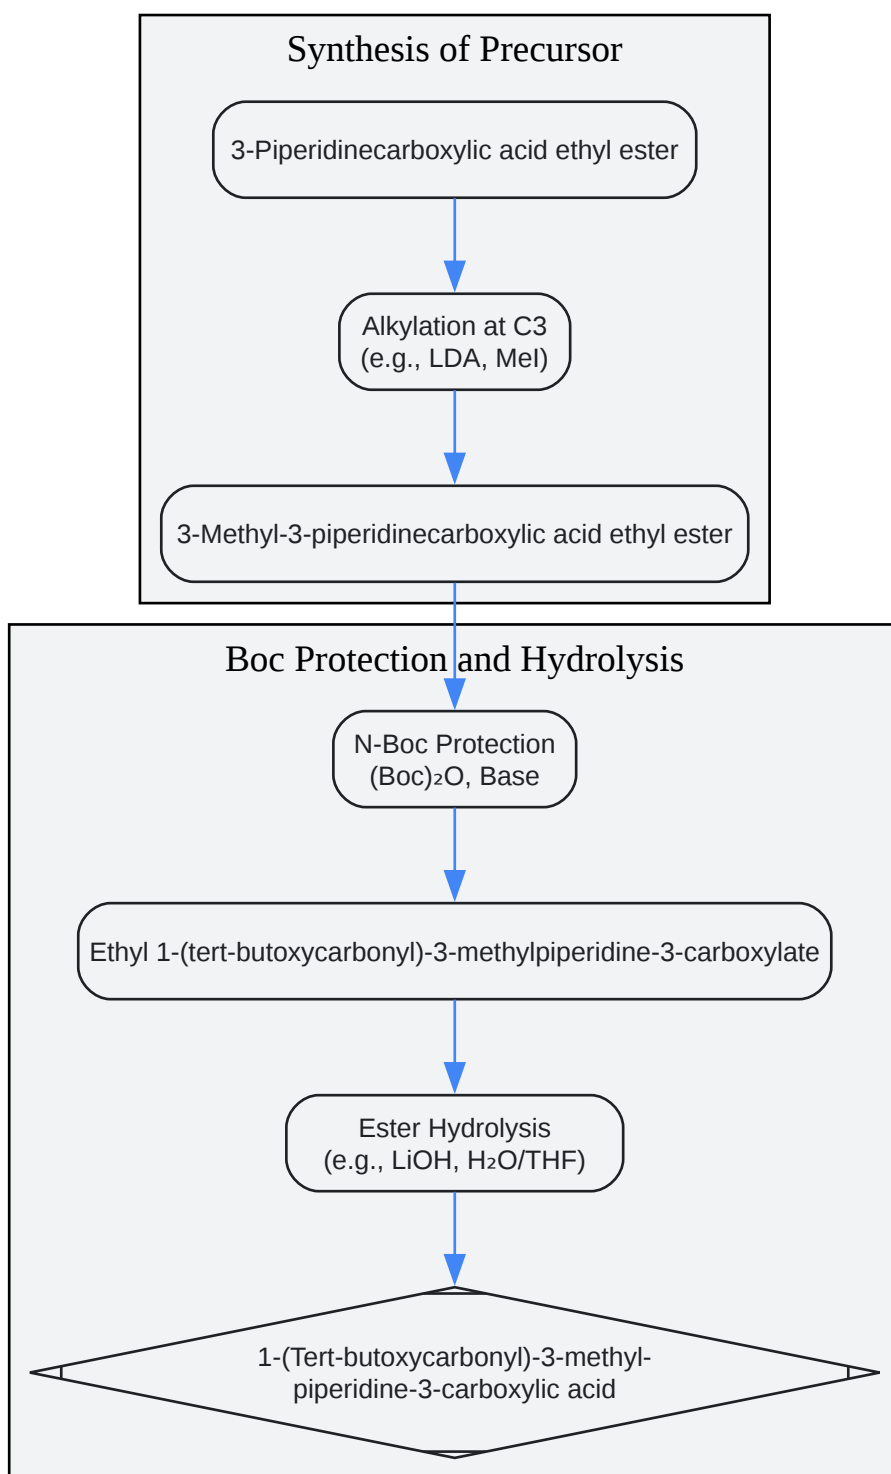 Synthesis of Precursor
3-Piperidinecarboxylic acid ethyl ester
Alkylation at C3
(e.g., LDA, MeI)
3-Methyl-3-piperidinecarboxylic acid ethyl ester
Boc Protection and Hydrolysis
N-Boc Protection
(Boc)₂O, Base
Ethyl 1-(tert-butoxycarbonyl)-3-methylpiperidine-3-carboxylate
Ester Hydrolysis
(e.g., LiOH, H₂O/THF)
1-(Tert-butoxycarbonyl)-3-methyl-
piperidine-3-carboxylic acid